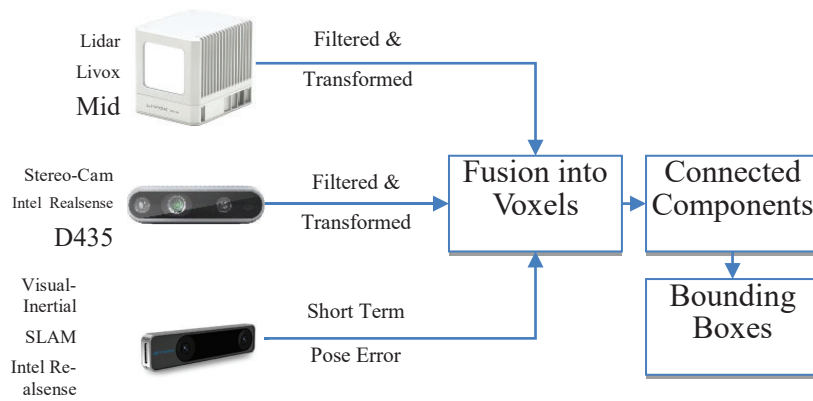 Lidar
Livox
Mid
Filtered &
Transformed
Stereo-Cam
Intel Realsense
D435
Filtered &
Transformed
Fusion into
Voxels
Connected
Components
Bounding
Boxes
Visual-
Inertial
SLAM
Intel Re-
alsense
Short Term
Pose Error